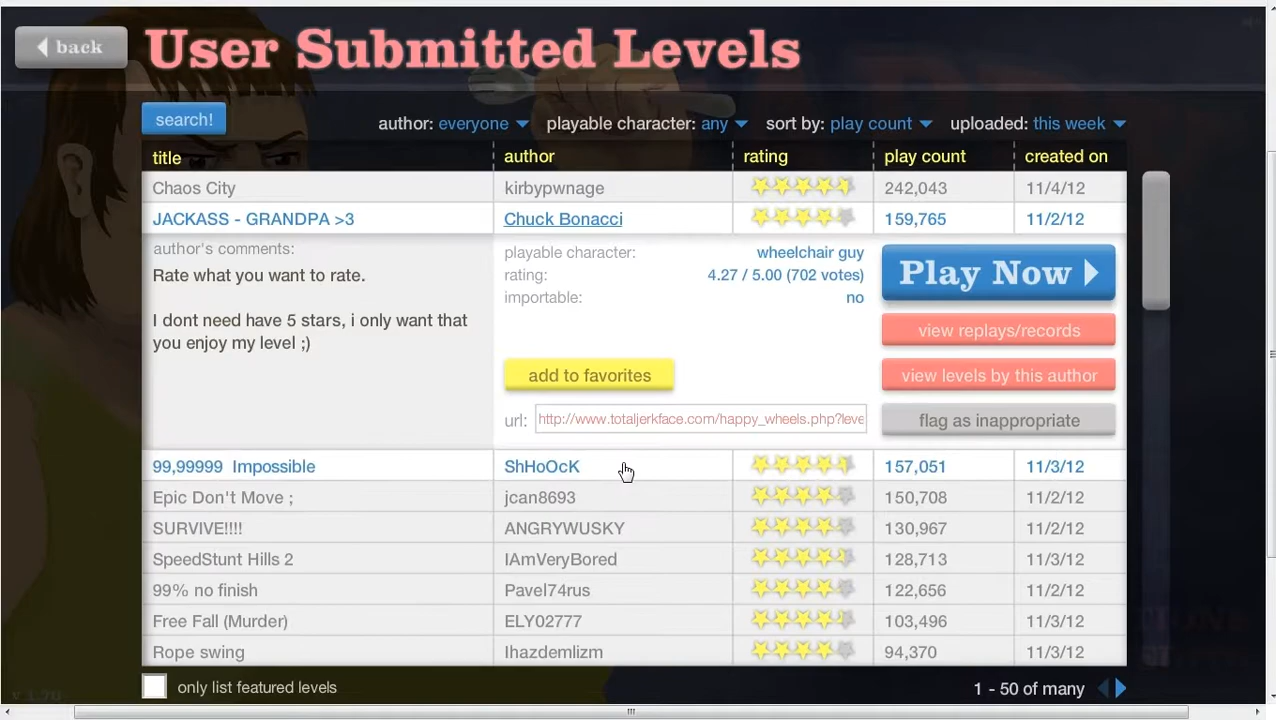 back
User Submitted Levels
search!
author: everyone playable character: any sort by: play count uploaded: this week
title author rating play count created on
Chaos City kirbypwnage 242,043 11/4/12
JACKASS - GRANDPA >3 Chuck Bonacci 159,765 11/2/12
author's comments:
Rate what you want to rate.
I dont need have 5 stars, i only want that
you enjoy my level ;)
playable character: wheelchair guy
rating: 4.27 / 5.00 (702 votes)
importable: no
add to favorites
url: http://www.totaljerkface.com/happy_wheels.php?leve
Play Now
view replays/records
view levels by this author
flag as inappropriate
99,99999 Impossible ShHoOcK 157,051 11/3/12
Epic Don't Move ; jcan8693 150,708 11/2/12
SURVIVE!!!! ANGRYWUSKY 130,967 11/2/12
SpeedStunt Hills 2 IAmVeryBored 128,713 11/3/12
99% no finish Pavel74rus 122,656 11/3/12
Free Fall (Murder) ELY02777 103,496 11/3/12
Rope swing Ihazdemlizm 94,370 11/3/12
only list featured levels
1 - 50 of many
v 1.70